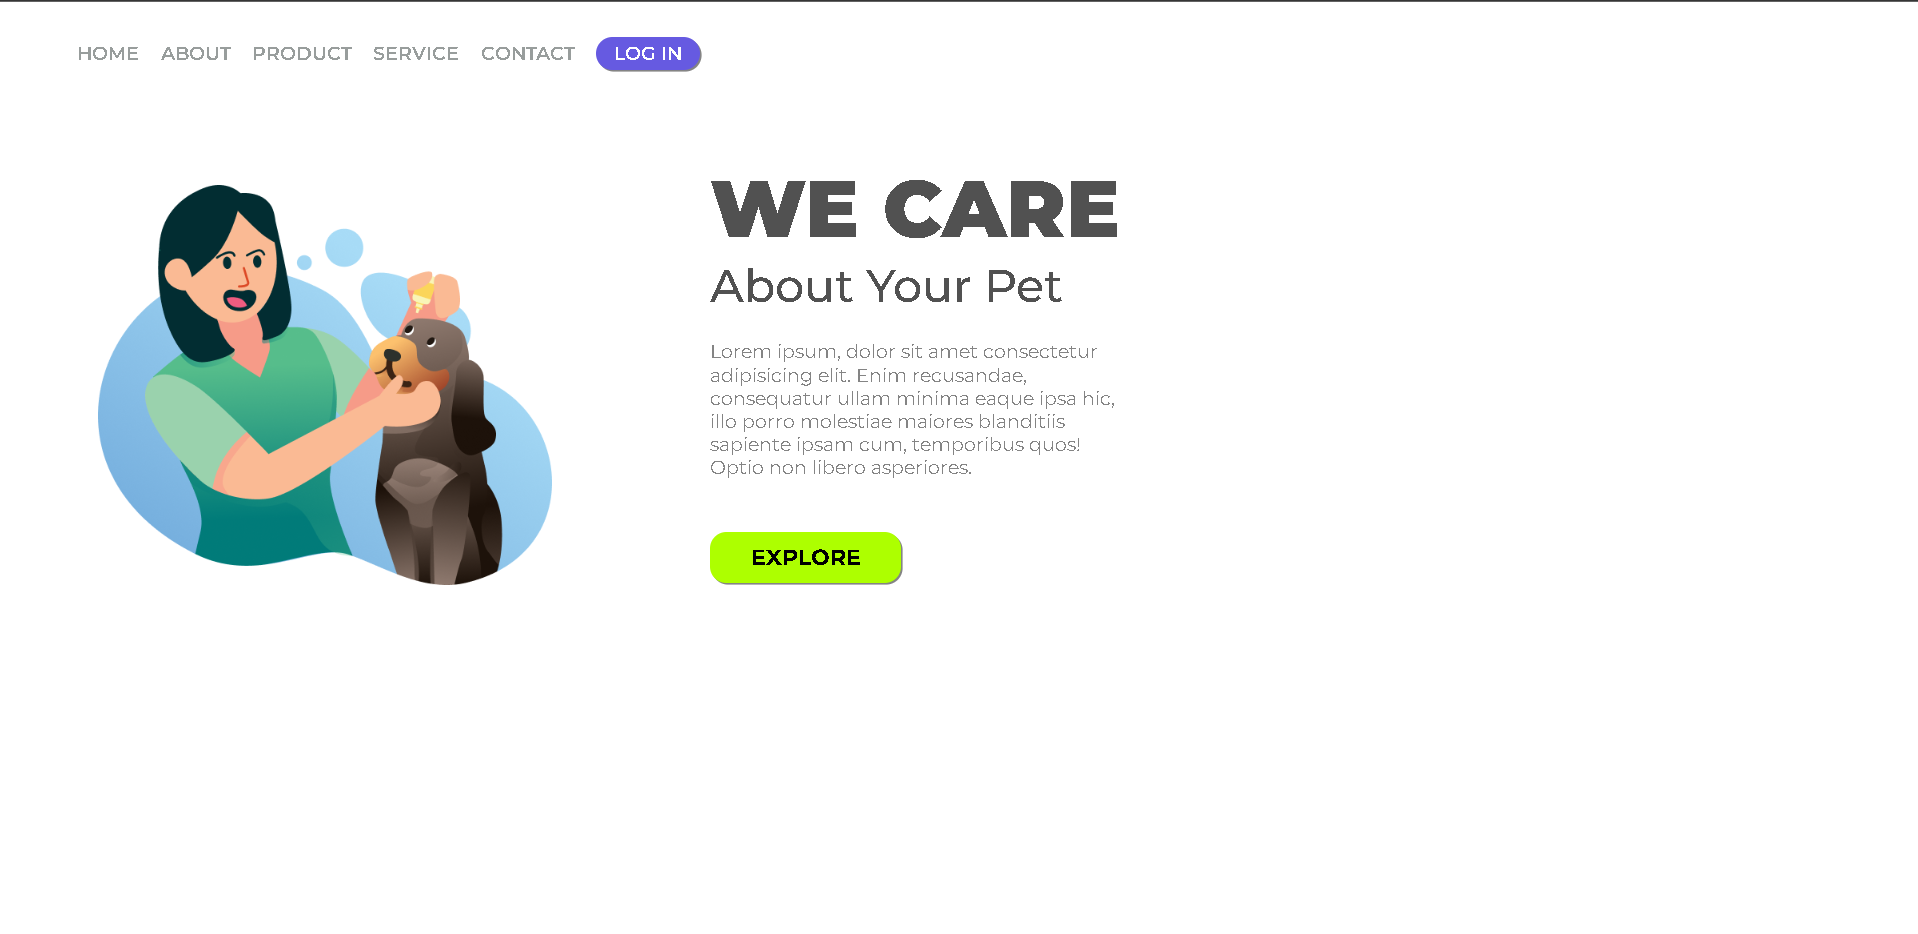 HOME ABOUT PRODUCT SERVICE CONTACT LOG IN
WE CARE
About Your Pet
Lorem ipsum, dolor sit amet consectetur
adipisicing elit. Enim recusandae,
consequatur ullam minima eaque ipsa hic,
illo porro molestiae maiores blanditiis
sapiente ipsam cum, temporibus quos!
Optio non libero asperiores.
EXPLORE